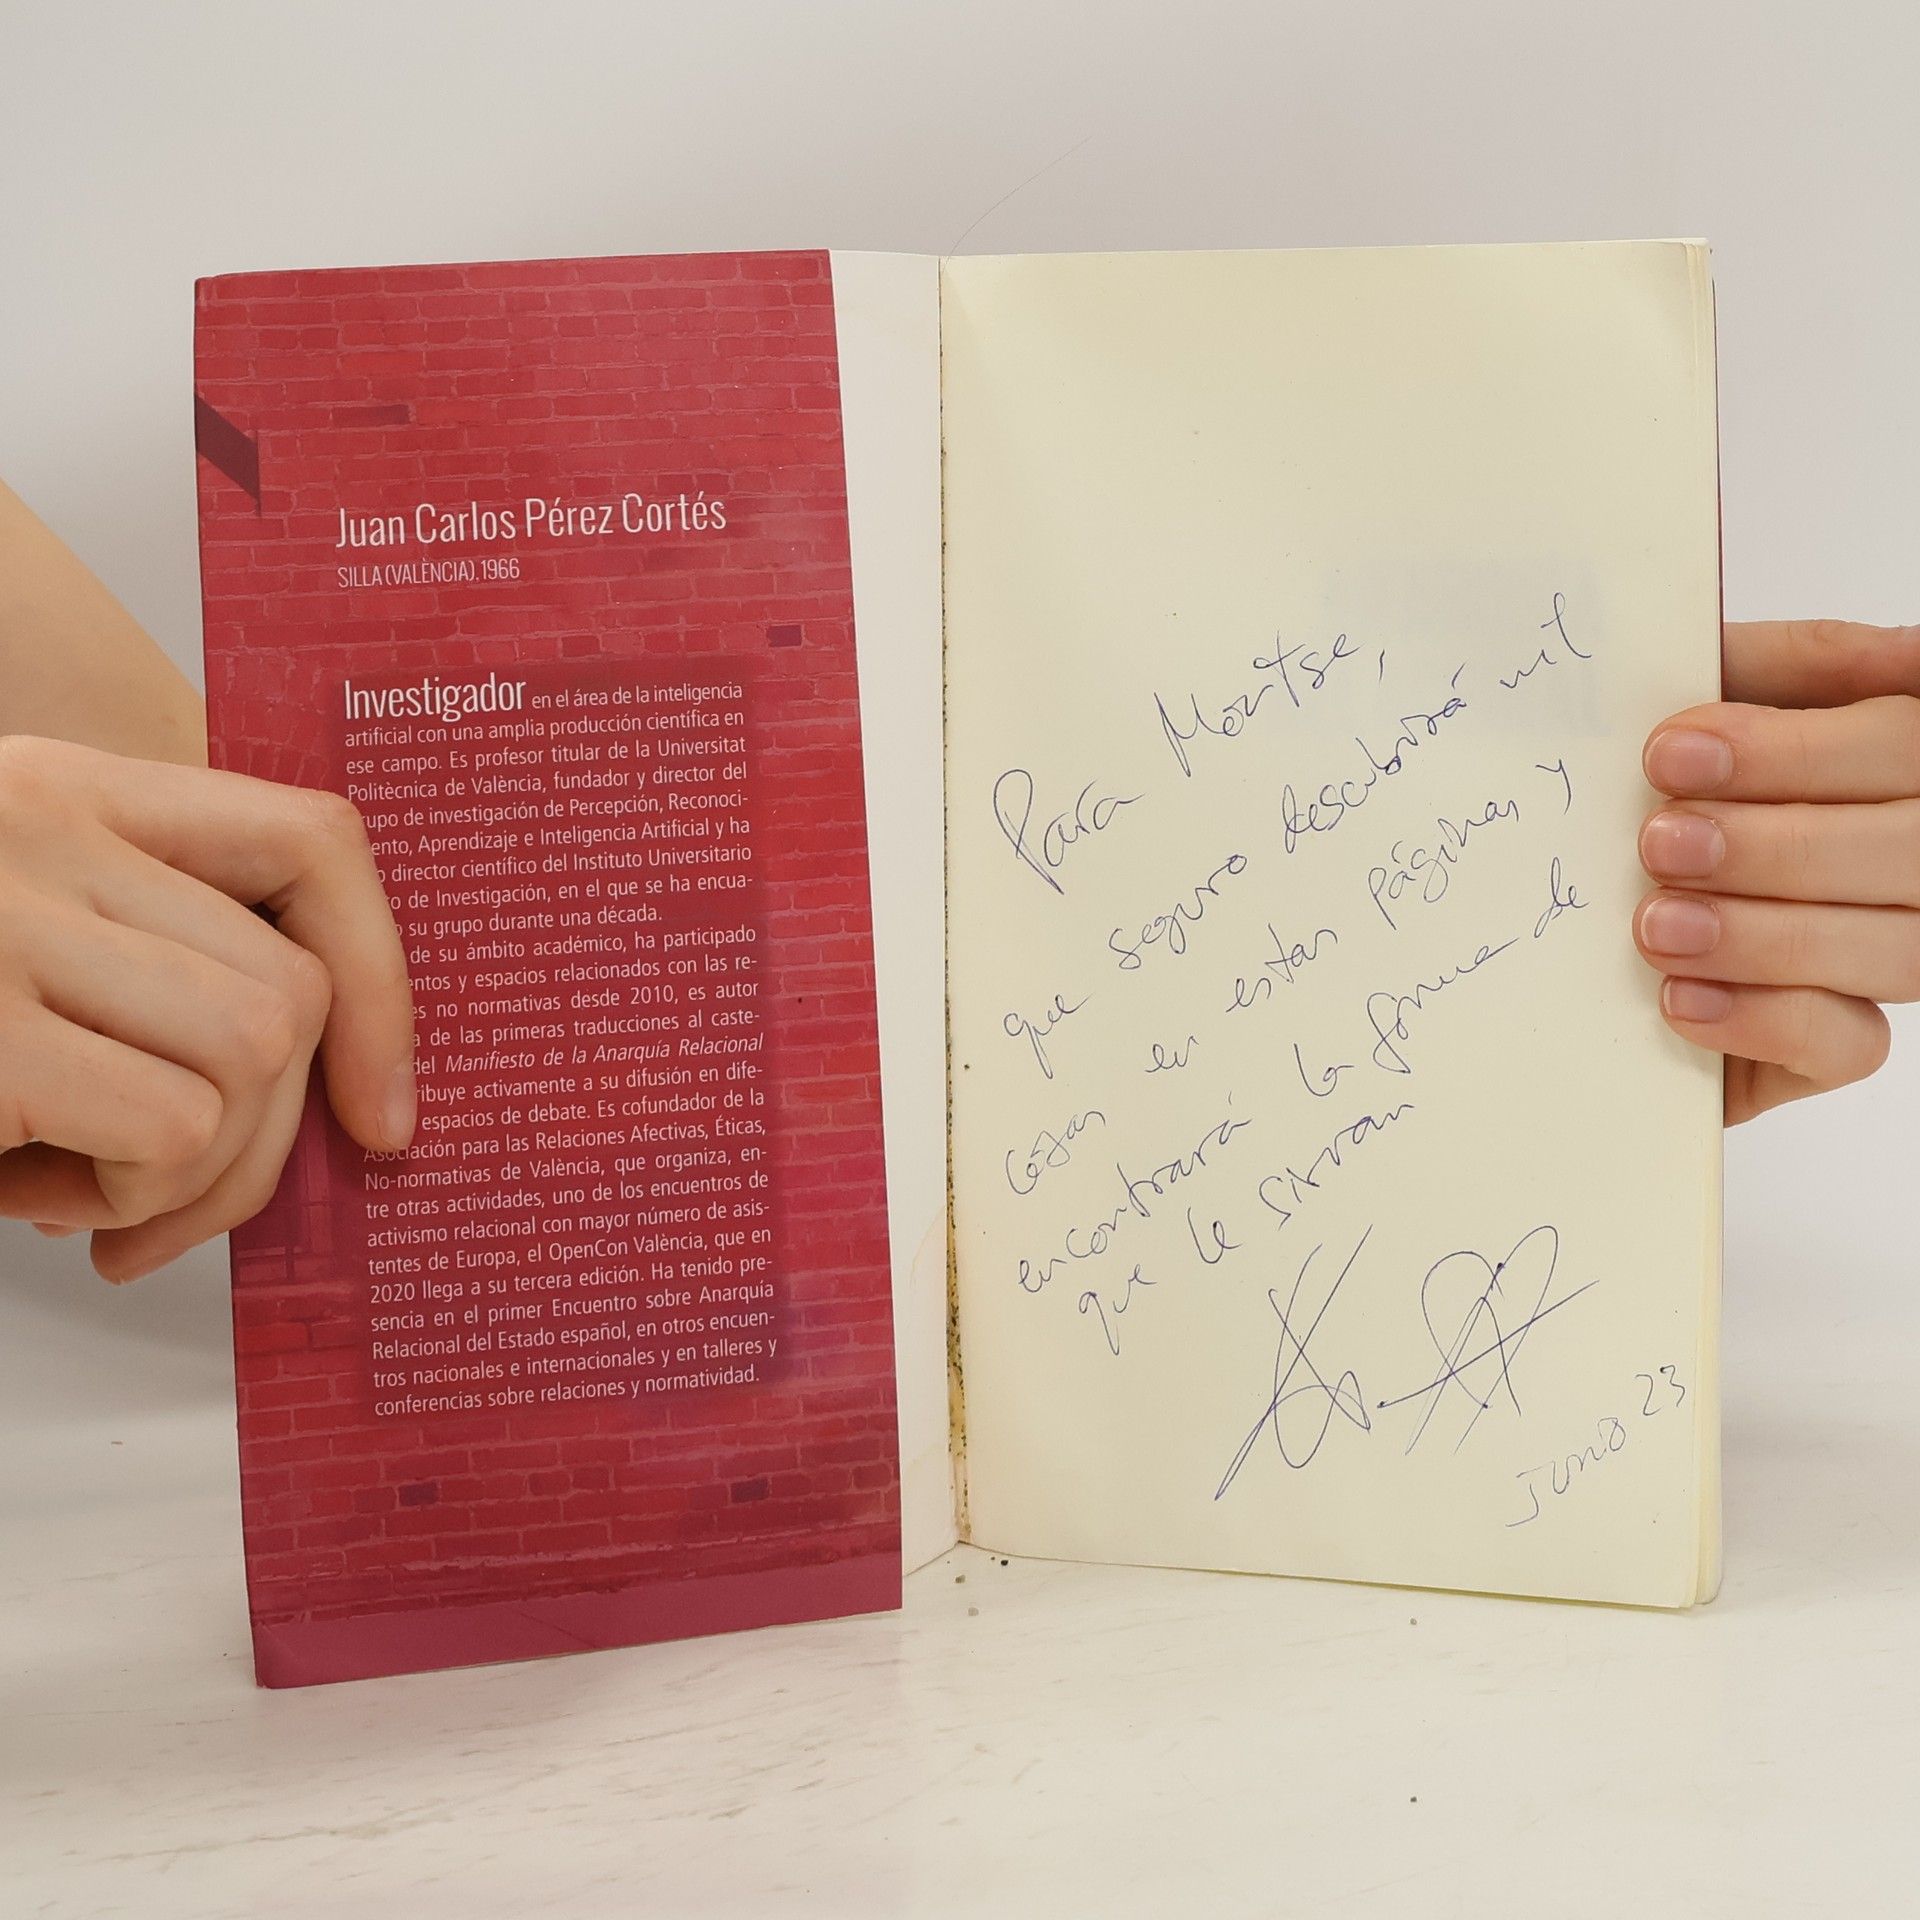 Juan Carlos Pérez Cortés
SILLA (VALÈNCIA), 1966
Investigador en el área de la inteligencia
artificial con una amplia producción científica en
ese campo. Es profesor titular de la Universitat
Politècnica de València, fundador y director del
upo de investigación de Percepción, Reconoci-
ento, Aprendizaje e Inteligencia Artificial y ha
o director científico del Instituto Universitario
o de Investigación, en el que se ha encua-
su grupo durante una década.
de su ámbito académico, ha participado
entos y espacios relacionados con las re-
es no normativas desde 2010, es autor
a de las primeras traducciones al caste-
del Manifiesto de la Anarquía Relacional
ribuye activamente a su difusión en dife-
espacios de debate. Es cofundador de la
Asociación para las Relaciones Afectivas, Éticas,
No-normativas de València, que organiza, en-
tre otras actividades, uno de los encuentros de
activismo relacional con mayor número de asis-
tentes de Europa, el OpenCon València, que en
2020 llega a su tercera edición. Ha tenido pre-
sencia en el primer Encuentro sobre Anarquía
Relacional del Estado español, en otros encuen-
tros nacionales e internacionales y en talleres y
conferencias sobre relaciones y normatividad.
Para Montse,
que seguro descubrirá mil
cosas en estas páginas y
encontrará la forma de
que le sirvan
Junio 23